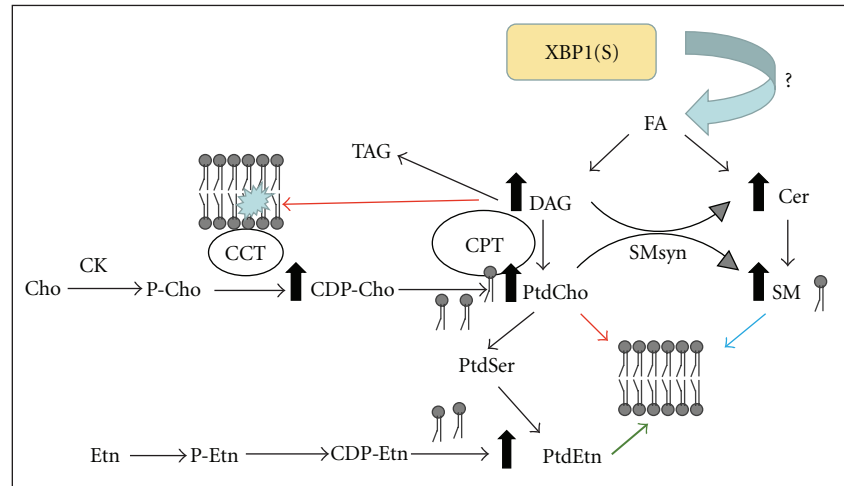 XBP1(S)
?
FA
TAG
DAG
Cer
CCT
CPT
SMsyn
CK
Cho
P-Cho
CDP-Cho
PtdCho
SM
PtdSer
Etn
P-Etn
CDP-Etn
PtdEtn